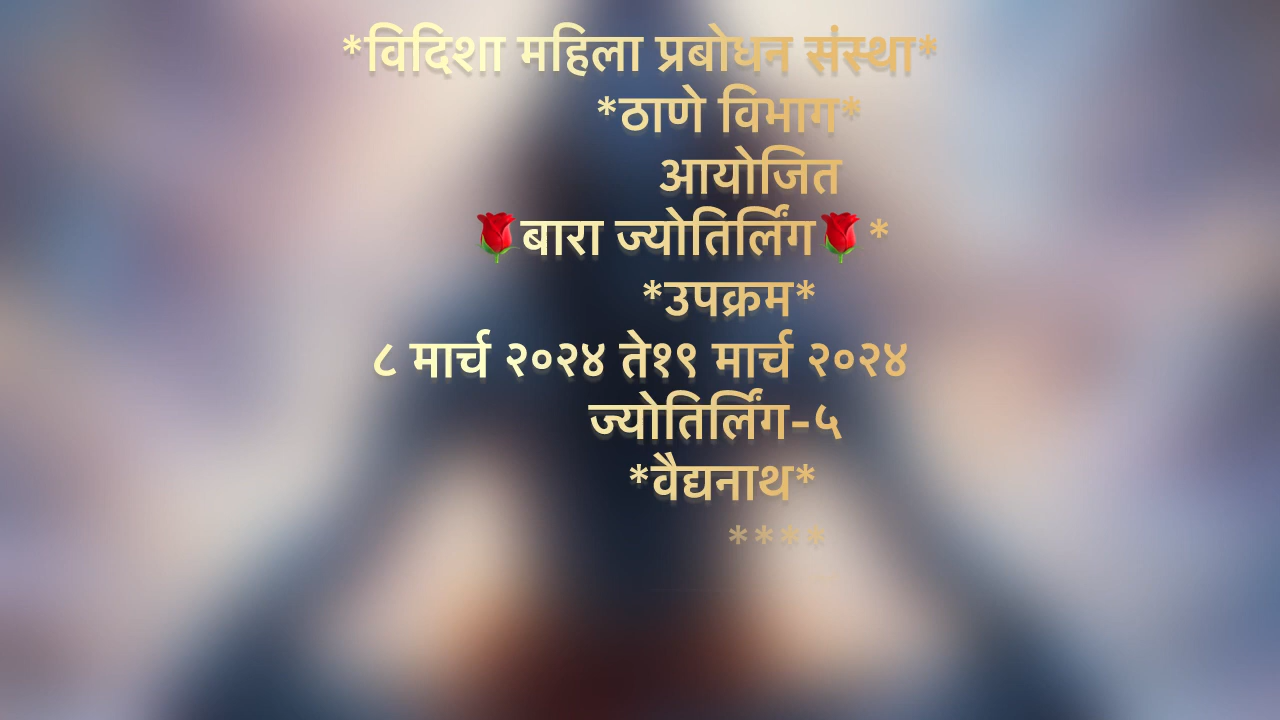 *विदिशा महिला प्रबोधन संस्था*
*ठाणे विभाग*
आयोजित
🌹बारा ज्योतिर्लिंग🌹*
*उपक्रम*
८ मार्च २०२४ ते१९ मार्च २०२४
ज्योतिर्लिंग-५
*वैद्यनाथ*
****